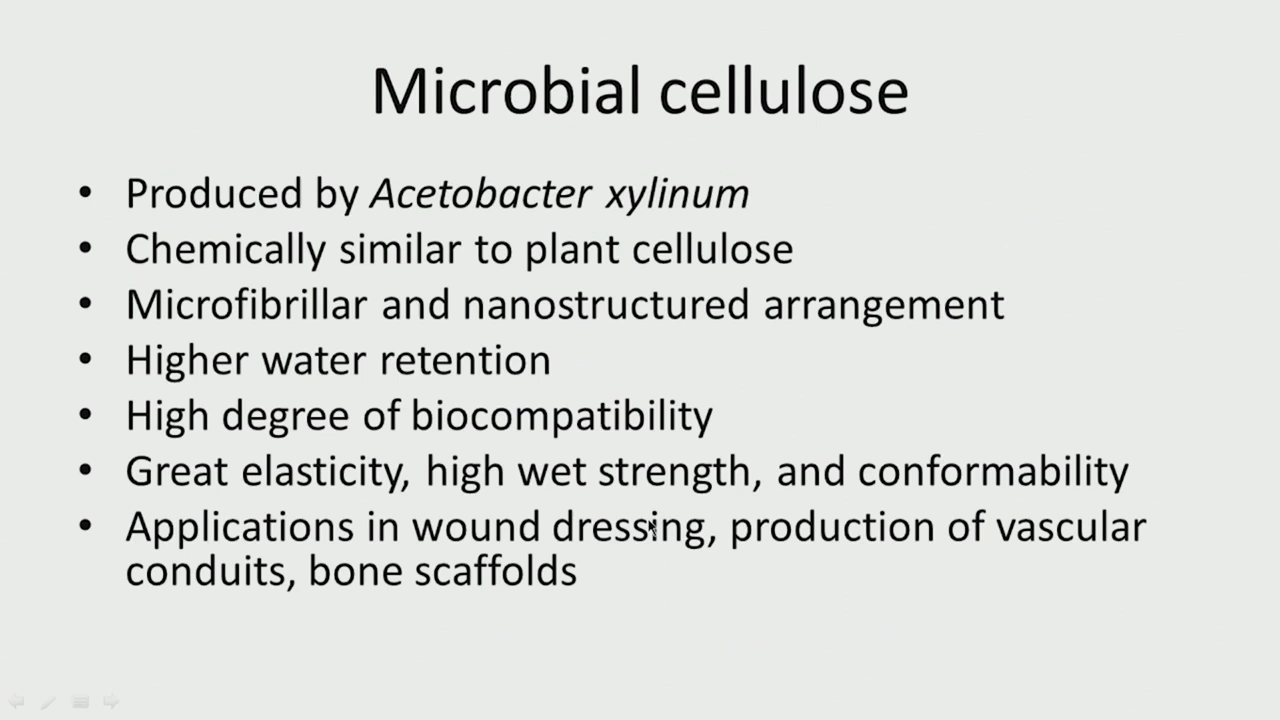 Microbial cellulose
• Produced by Acetobacter xylinum
• Chemically similar to plant cellulose
• Microfibrillar and nanostructured arrangement
• Higher water retention
• High degree of biocompatibility
• Great elasticity, high wet strength, and conformability
• Applications in wound dressing, production of vascular
conduits, bone scaffolds